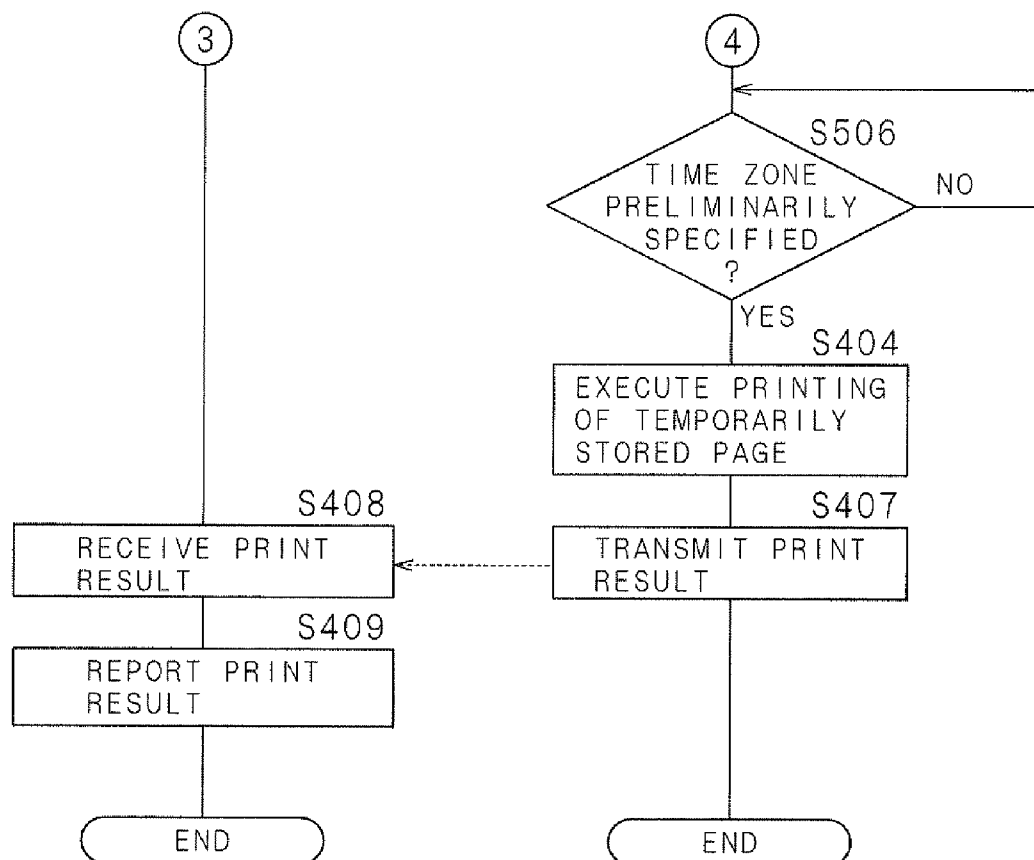 3
4
S506
TIME ZONE
PRELIMINARILY
SPECIFIED
?
NO
YES
S404
EXECUTE PRINTING
OF TEMPORARILY
STORED PAGE
S408
RECEIVE PRINT
RESULT
S407
TRANSMIT PRINT
RESULT
S409
REPORT PRINT
RESULT
END
END